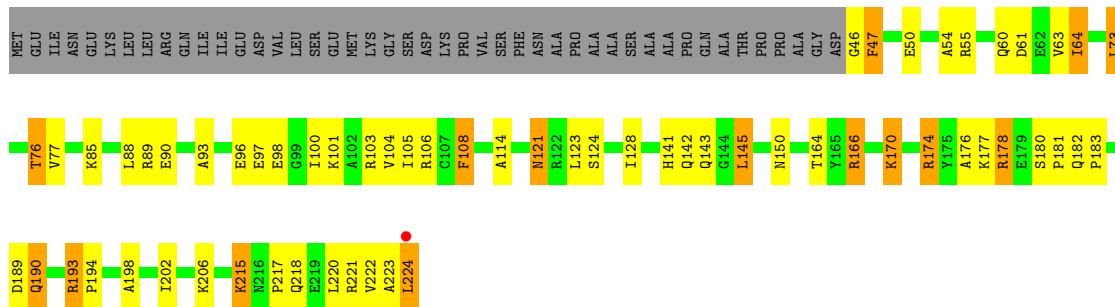 MET GLU ILE ASN GLU LYS LEU LEU ARG GLN ILE ILE GLU ASP VAL LEU SER GLU MET LYS GLY SER ASP LYS PRO VAL SER PHE ASN ALA PRO ALA ALA SER ALA ALA PRO GLN ALA THR PRO PRO ALA GLY ASP G46 F47 E50 A54 R55 Q60 D61 E62 V63 I64
T76 V77 K85 L88 R89 E90 A93 E96 E97 E98 G99 I100 K101 A102 R103 V104 I105 R106 C107 F108 A114 N121 R122 L123 S124 I128 H141 Q142 Q143 G144 L145 N150 T164 Y165 R166 K170 R174 Y175 A176 K177 R178 E179 S180 P181 Q182 P183
D189 Q190 R193 P194 A198 I202 K206 K215 N216 P217 Q218 E219 L220 R221 V222 A223 L224